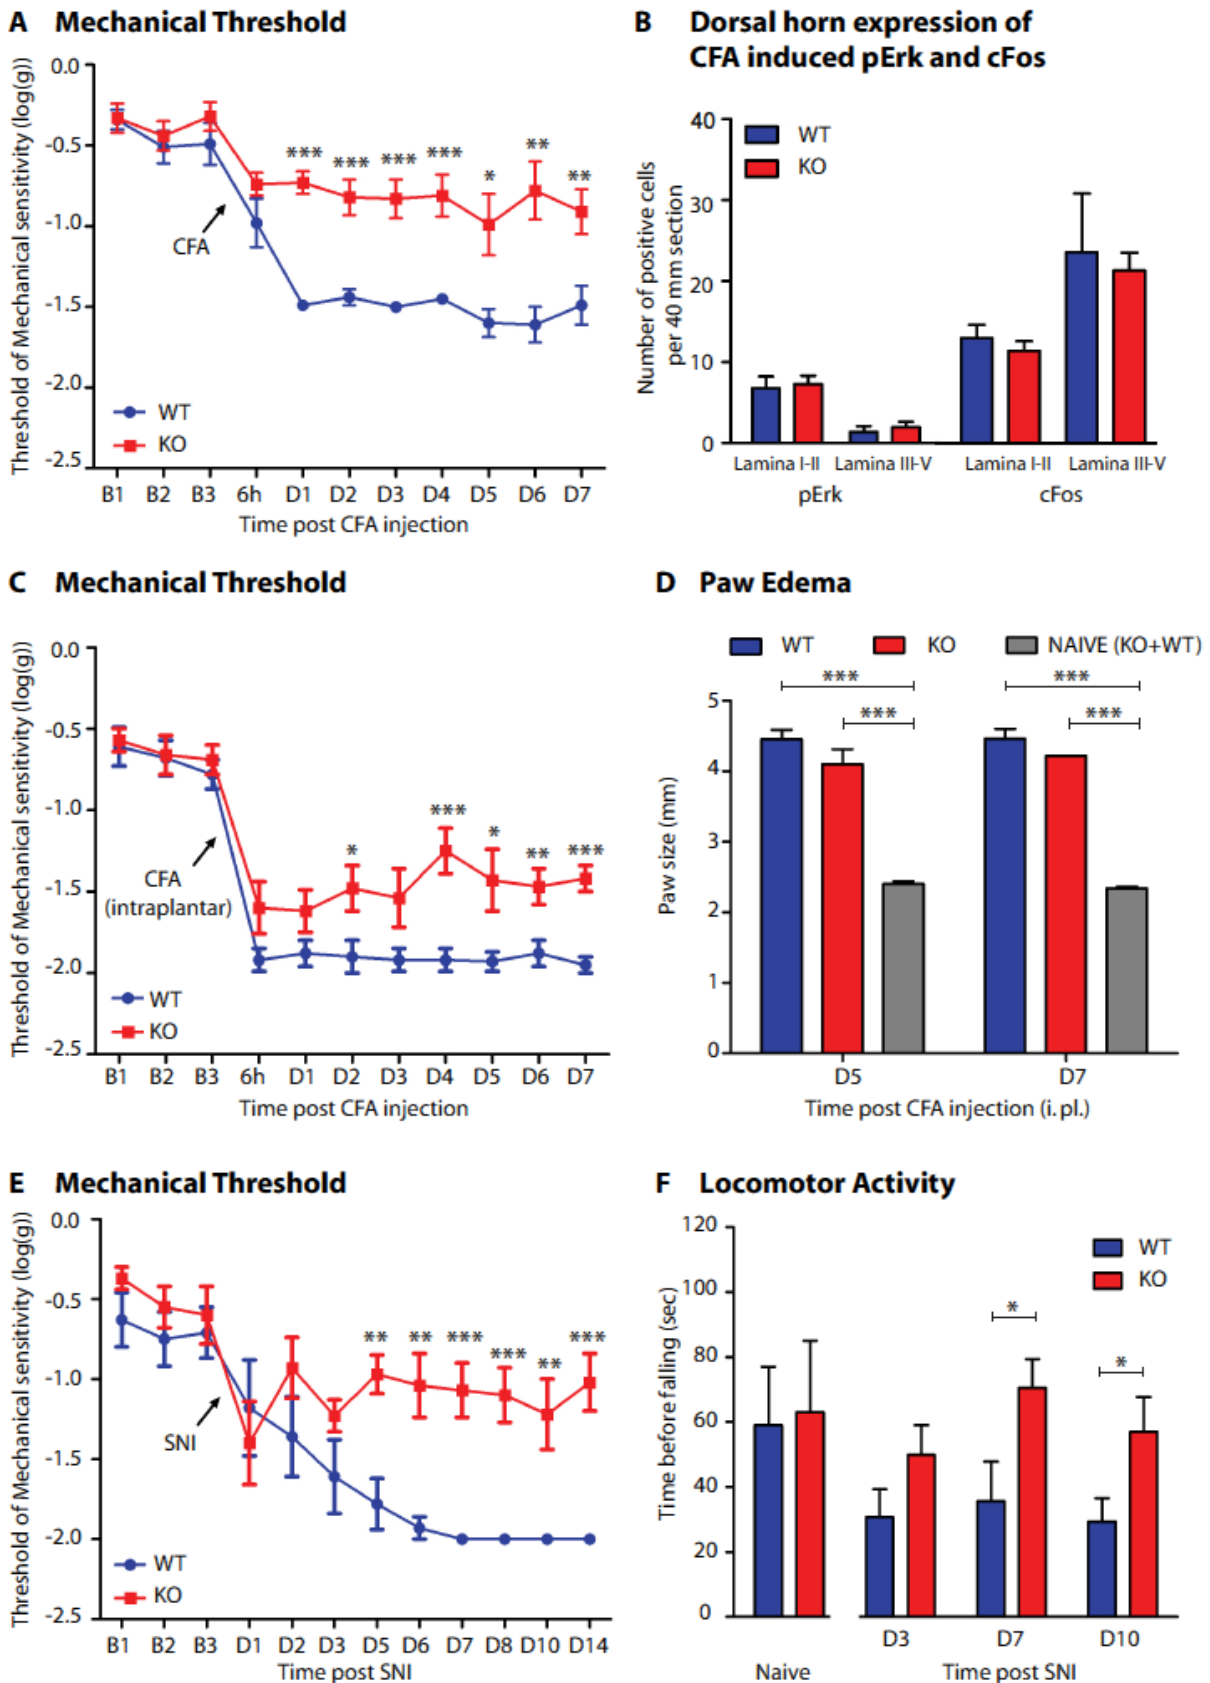 A Mechanical Threshold
Threshold of Mechanical sensitivity (log(g))
0.0
-0.5
-1.0
-1.5
-2.0
-2.5
*** *** *** *** * ** **
CFA
WT
KO
B1 B2 B3 6h D1 D2 D3 D4 D5 D6 D7
Time post CFA injection
B Dorsal horn expression of
CFA induced pErk and cFos
Number of positive cells
per 40 mm section
40
30
20
10
0
WT
KO
Lamina I-II Lamina III-V Lamina I-II Lamina III-V
pErk cFos
C Mechanical Threshold
Threshold of Mechanical sensitivity (log(g))
0.0
-0.5
-1.0
-1.5
-2.0
-2.5
* *** * ** ***
CFA
(intraplantar)
WT
KO
B1 B2 B3 6h D1 D2 D3 D4 D5 D6 D7
Time post CFA injection
D Paw Edema
WT KO NAIVE (KO+WT)
*** ***
*** ***
Paw size (mm)
5
4
3
2
1
0
D5 D7
Time post CFA injection (i. pl.)
E Mechanical Threshold
Threshold of Mechanical sensitivity (log(g))
0.0
-0.5
-1.0
-1.5
-2.0
-2.5
** ** *** *** ** ***
SNI
WT
KO
B1 B2 B3 D1 D2 D3 D5 D6 D7 D8 D10 D14
Time post SNI
F Locomotor Activity
Time before falling (sec)
120
100
80
60
40
20
0
WT
KO
* *
D3 D7 D10
Naive Time post SNI